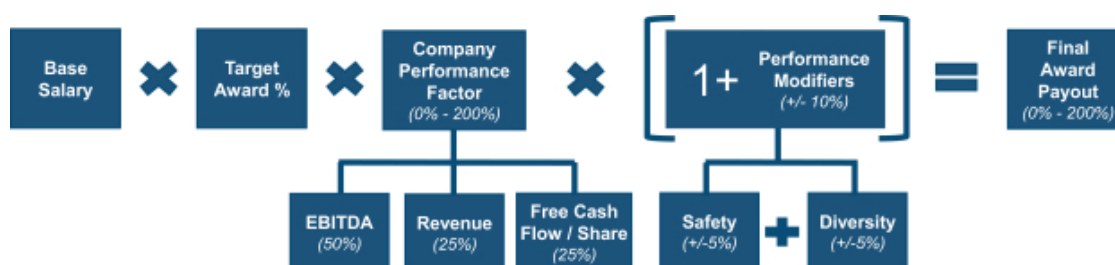 Base
Salary
Target
Award %
Company
Performance
Factor
(0% - 200%)
1+
Performance
Modifiers
(+/- 10%)
Final
Award
Payout
(0% - 200%)
EBITDA
(50%)
Revenue
(25%)
Free Cash
Flow / Share
(25%)
Safety
(+/-5%)
Diversity
(+/-5%)